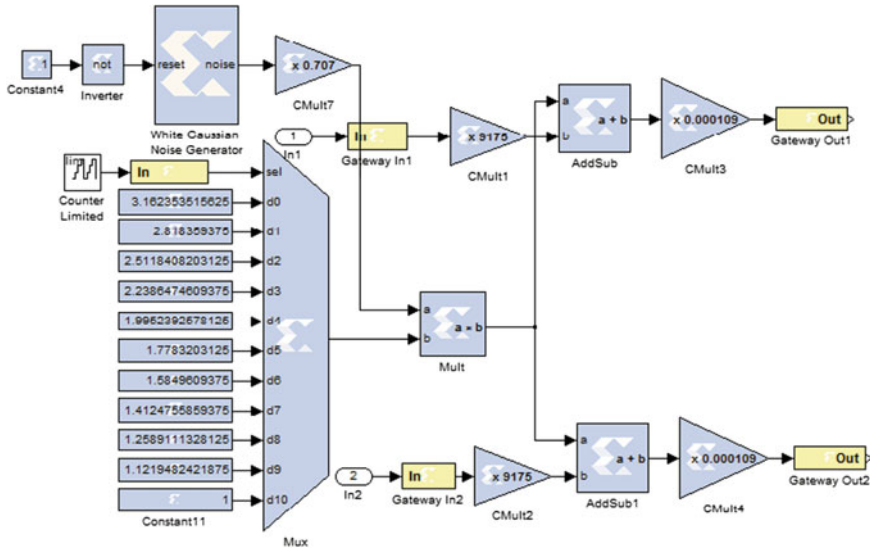 1
Constant4
not
Inverter
reset
noise
White Gaussian
Noise Generator
x 0.707
CMult7
1
In1
In
Gateway In1
x 9175
CMult1
a
b
a + b
AddSub
x 0.000109
CMult3
Out
Gateway Out1
lim
Counter
Limited
In
sel
3.162353515625
d0
2.818359375
d1
2.5118408203125
d2
2.2386474609375
d3
1.9952392578125
d4
1.7783203125
d5
1.5849609375
d6
1.4124755859375
d7
1.2589111328125
d8
1.1219482421875
d9
1
d10
Constant11
Mux
a
b
a × b
Mult
2
In2
In
Gateway In2
x 9175
CMult2
a
b
a + b
AddSub1
x 0.000109
CMult4
Out
Gateway Out2